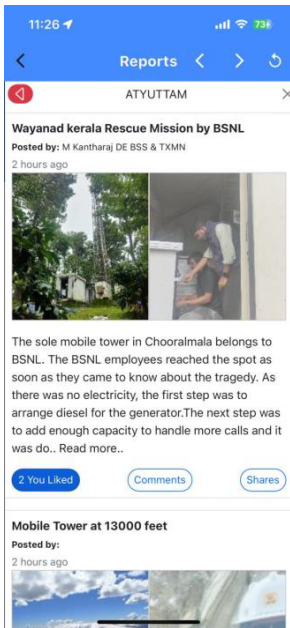 11:26
73
Reports
ATYUTTAM
Wayanad kerala Rescue Mission by BSNL
Posted by: M Kantharaj DE BSS & TXMN
2 hours ago
The sole mobile tower in Chooralmala belongs to
BSNL. The BSNL employees reached the spot as
soon as they came to know about the tragedy. As
there was no electricity, the first step was to
arrange diesel for the generator.The next step was
to add enough capacity to handle more calls and it
was do.. Read more..
2 You Liked
Comments
Shares
Mobile Tower at 13000 feet
Posted by:
2 hours ago